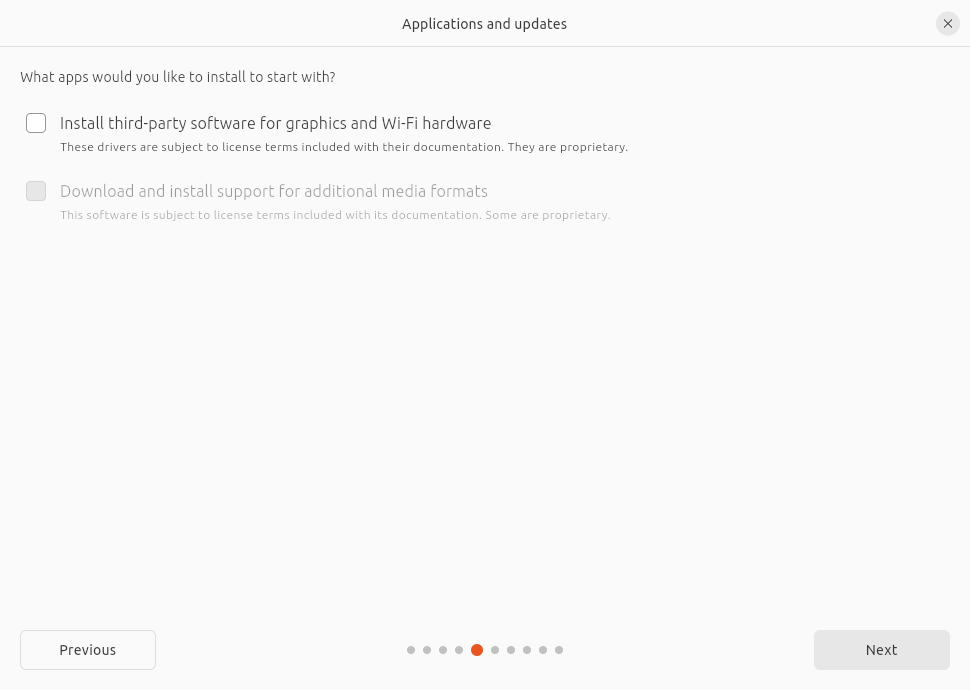 Applications and updates
What apps would you like to install to start with?
Install third-party software for graphics and Wi-Fi hardware
These drivers are subject to license terms included with their documentation. They are proprietary.
Download and install support for additional media formats
This software is subject to license terms included with its documentation. Some are proprietary.
Previous
Next